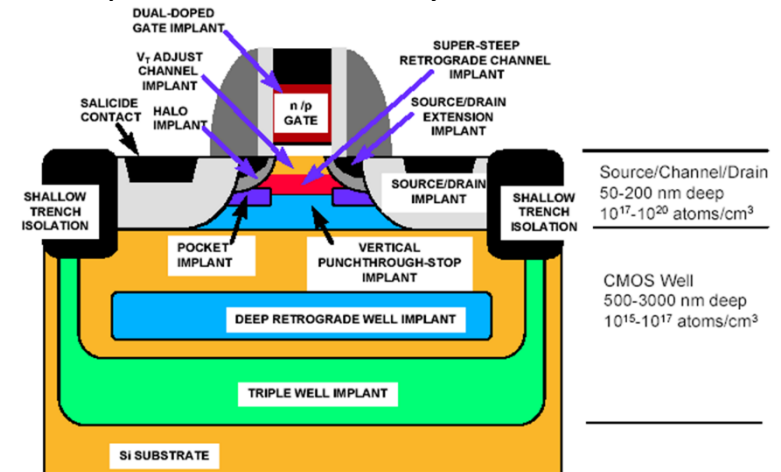 DUAL-DOPED
GATE IMPLANT
VT ADJUST
CHANNEL
IMPLANT
SUPER-STEEP
RETROGRADE CHANNEL
IMPLANT
SALICIDE
CONTACT
HALO
IMPLANT
n /p
GATE
SOURCE/DRAIN
EXTENSION
IMPLANT
SHALLOW
TRENCH
ISOLATION
SOURCE/DRAIN
IMPLANT
SHALLOW
TRENCH
ISOLATION
Source/Channel/Drain
50-200 nm deep
10¹⁷-10²⁰ atoms/cm³
POCKET
IMPLANT
VERTICAL
PUNCHTHROUGH-STOP
IMPLANT
CMOS Well
500-3000 nm deep
10¹⁵-10¹⁷ atoms/cm³
DEEP RETROGRADE WELL IMPLANT
TRIPLE WELL IMPLANT
Si SUBSTRATE